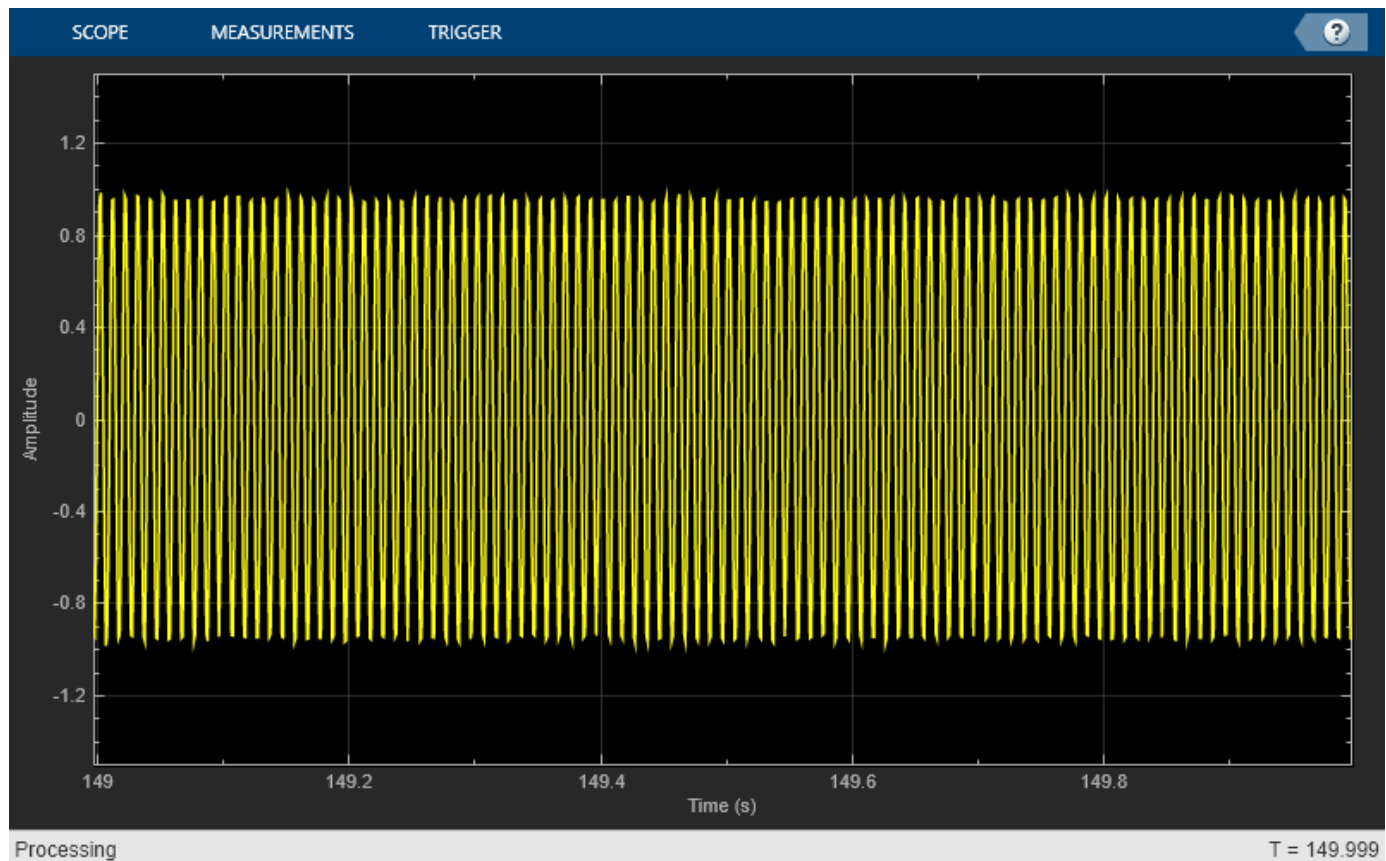 SCOPE MEASUREMENTS TRIGGER ?
1.2
0.8
0.4
0
-0.4
-0.8
-1.2
Amplitude
149 149.2 149.4 149.6 149.8
Time (s)
Processing T = 149.999